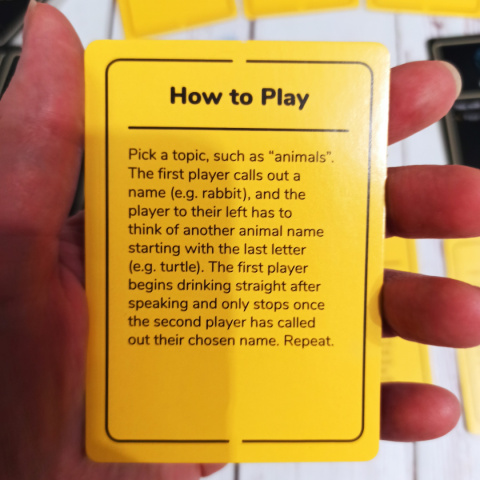 How to Play
Pick a topic, such as “animals”.
The first player calls out a
name (e.g. rabbit), and the
player to their left has to
think of another animal name
starting with the last letter
(e.g. turtle). The first player
begins drinking straight after
speaking and only stops once
the second player has called
out their chosen name. Repeat.